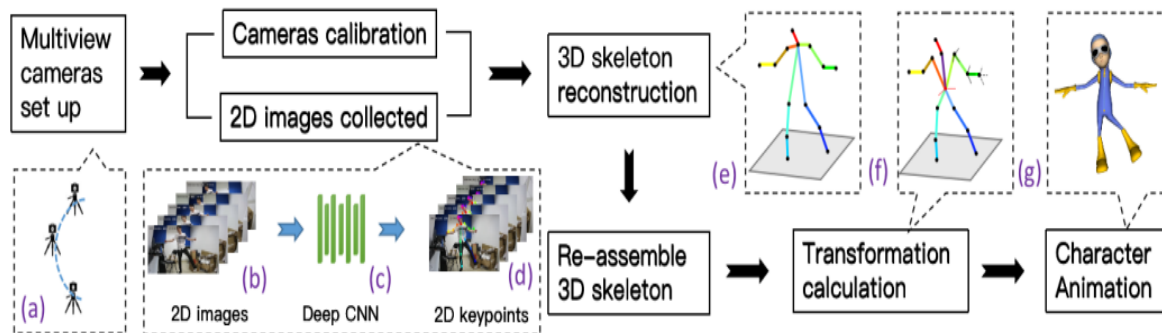 Multiview
cameras
set up
Cameras calibration
2D images collected
3D skeleton
reconstruction
(a)
(b)
(c)
(d)
2D images
Deep CNN
2D keypoints
(e)
(f)
(g)
Re-assemble
3D skeleton
Transformation
calculation
Character
Animation